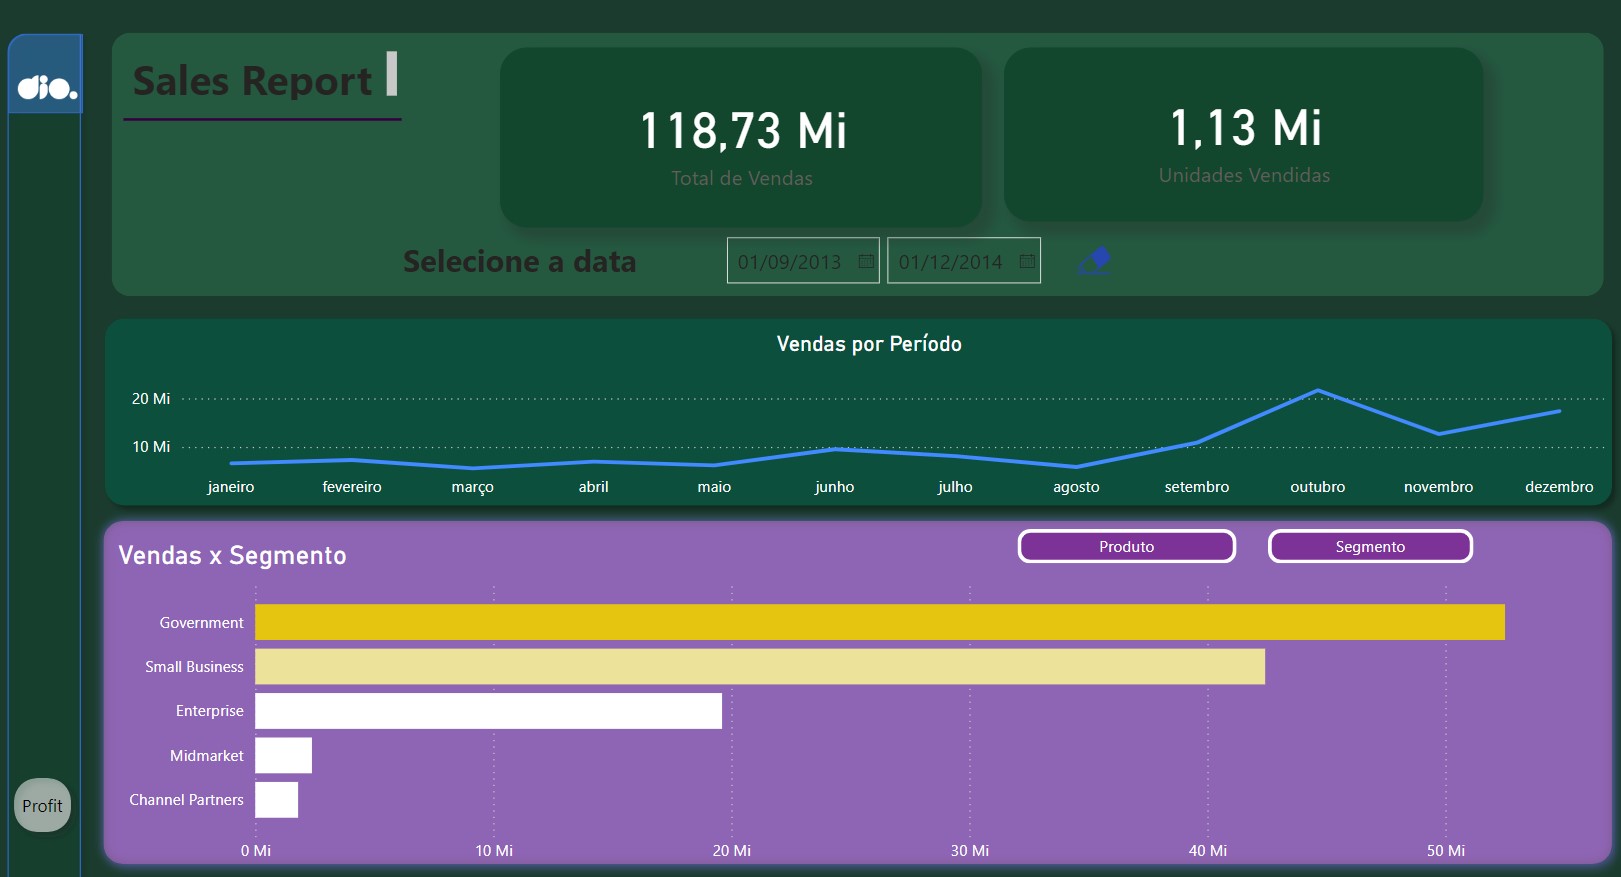 dio.
Sales Report
118,73 Mi
Total de Vendas
1,13 Mi
Unidades Vendidas
Selecione a data
01/09/2013
01/12/2014
Vendas por Período
20 Mi
10 Mi
janeiro fevereiro março abril maio junho julho agosto setembro outubro novembro dezembro
Vendas x Segmento
Produto
Segmento
Government
Small Business
Enterprise
Midmarket
Channel Partners
0 Mi 10 Mi 20 Mi 30 Mi 40 Mi 50 Mi
Profit